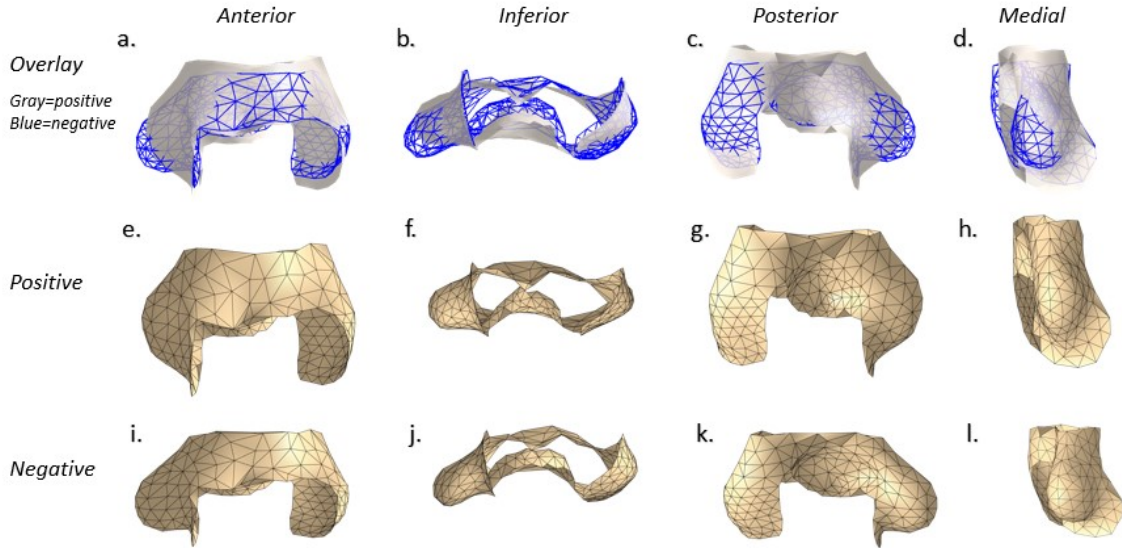 Anterior Inferior Posterior Medial
a. b. c. d.
Overlay
Gray=positive
Blue=negative
e. f. g. h.
Positive
i. j. k. l.
Negative